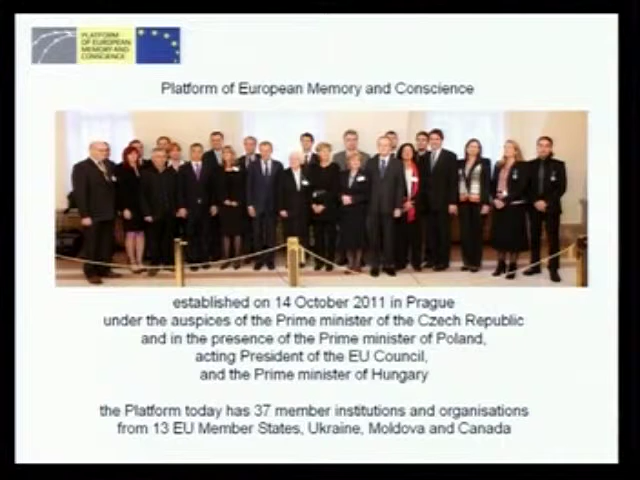 PLATFORM
OF EUROPEAN
MEMORY AND
CONSCIENCE
Platform of European Memory and Conscience
established on 14 October 2011 in Prague
under the auspices of the Prime minister of the Czech Republic
and in the presence of the Prime minister of Poland,
acting President of the EU Council,
and the Prime minister of Hungary
the Platform today has 37 member institutions and organisations
from 13 EU Member States, Ukraine, Moldova and Canada